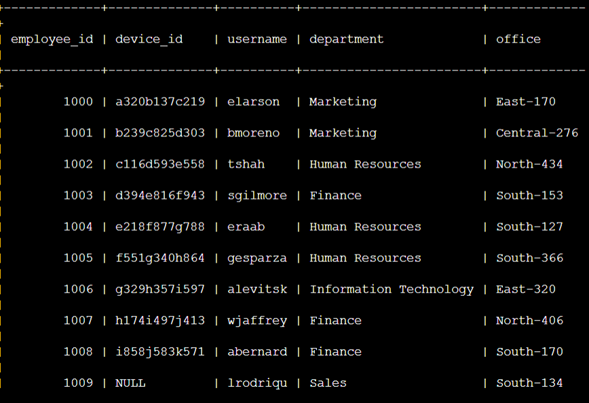 +-------------+--------------+----------+------------------------+-------------
+
| employee_id | device_id    | username | department             | office
|
+-------------+--------------+----------+------------------------+-------------
+
|        1000 | a320b137c219 | elarson  | Marketing              | East-170
|
|        1001 | b239c825d303 | bmoreno  | Marketing              | Central-276
|
|        1002 | c116d593e558 | tshah    | Human Resources        | North-434
|
|        1003 | d394e816f943 | sgilmore | Finance                | South-153
|
|        1004 | e218f877g788 | eraab    | Human Resources        | South-127
|
|        1005 | f551g340h864 | gesparza | Human Resources        | South-366
|
|        1006 | g329h357i597 | alevitsk | Information Technology | East-320
|
|        1007 | h174i497j413 | wjaffrey | Finance                | North-406
|
|        1008 | i858j583k571 | abernard | Finance                | South-170
|
|        1009 | NULL         | lrodriqu | Sales                  | South-134